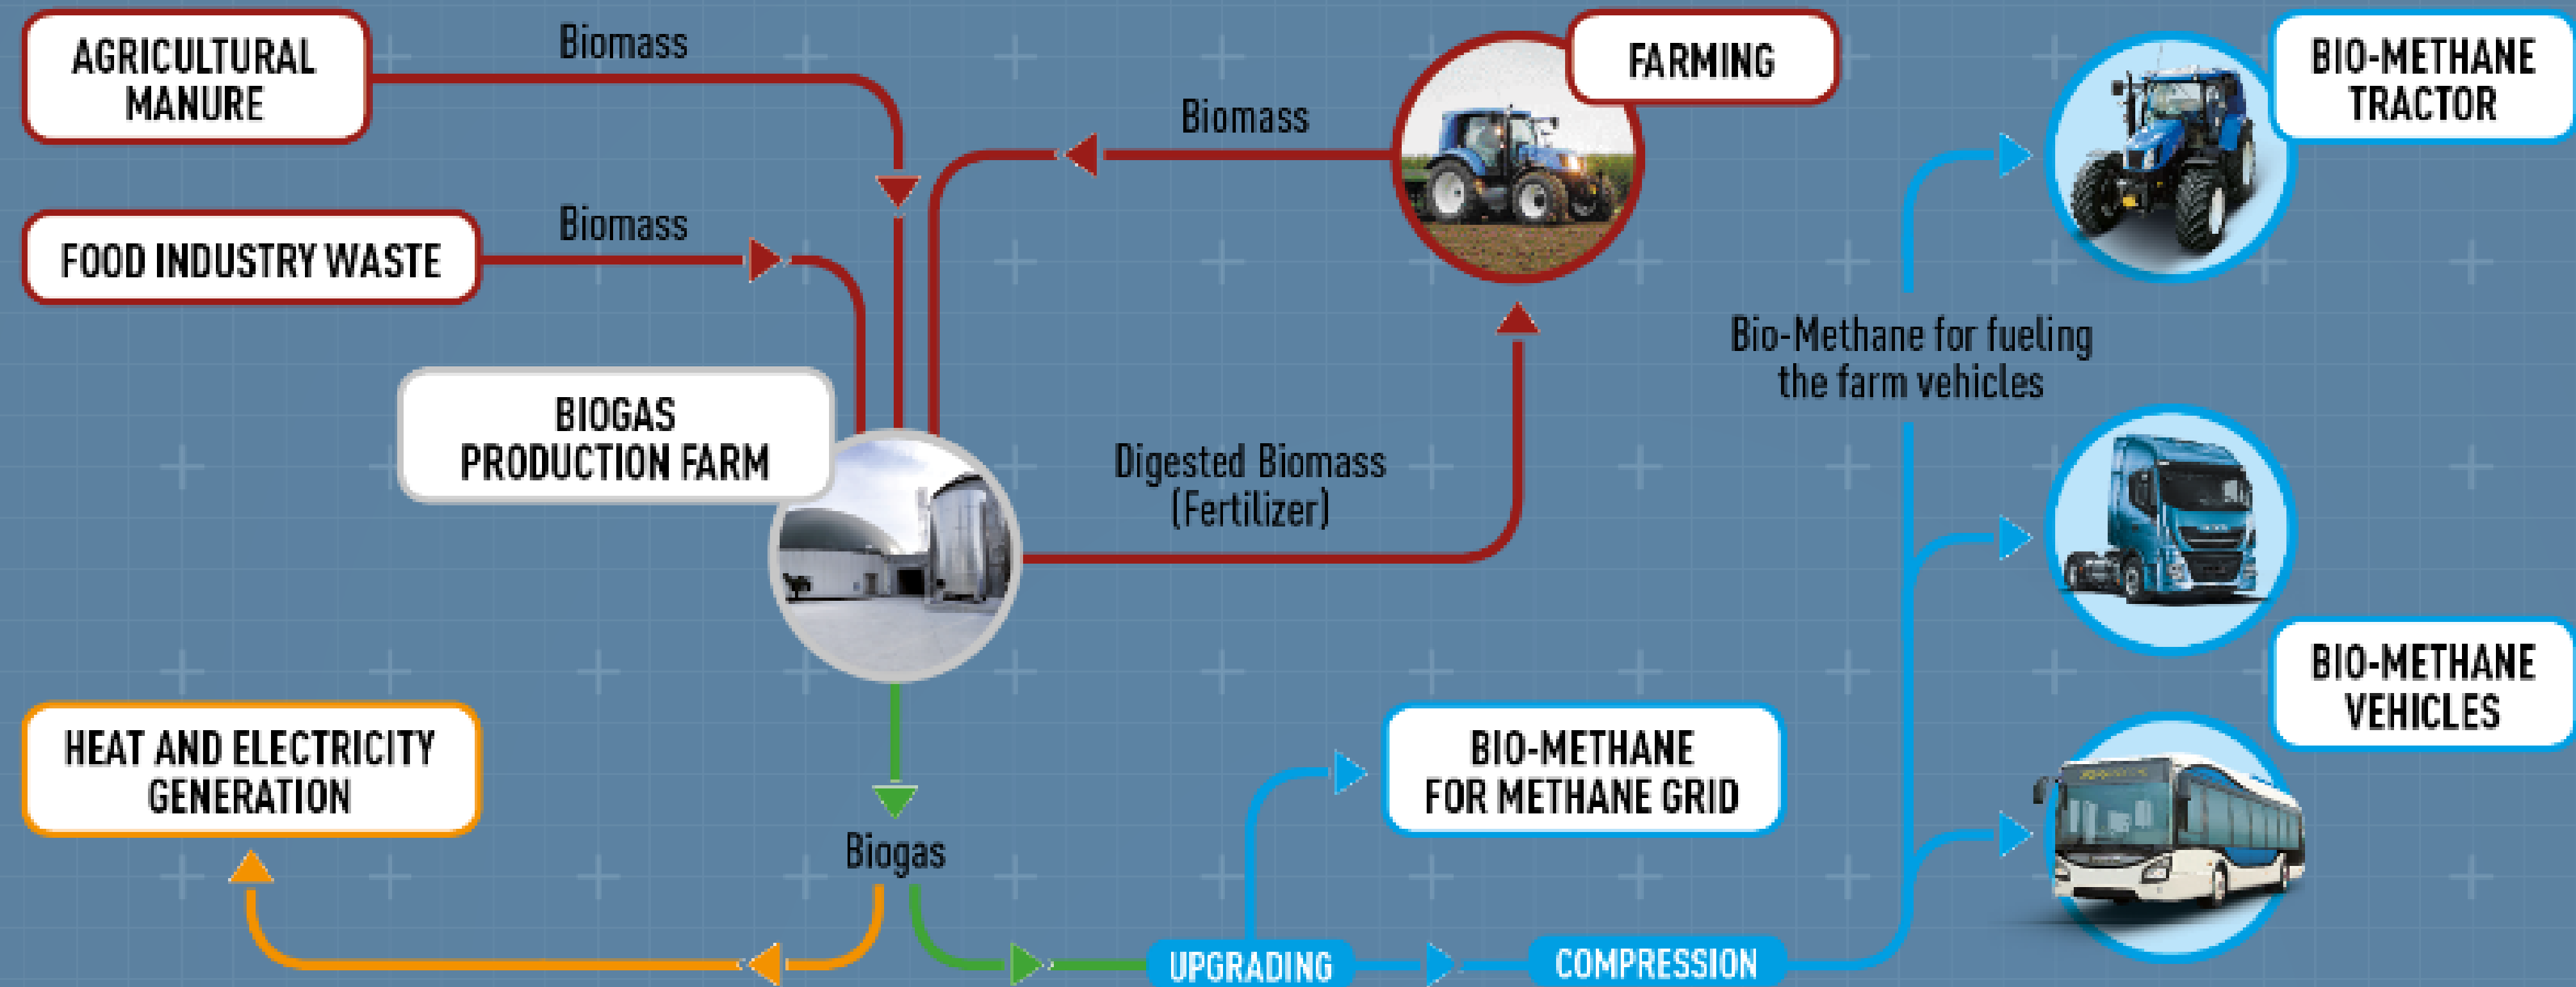 AGRICULTURAL
MANURE
Biomass
FARMING
BIO-METHANE
TRACTOR
Biomass
FOOD INDUSTRY WASTE
Biomass
Bio-Methane for fueling
the farm vehicles
BIOGAS
PRODUCTION FARM
Digested Biomass
(Fertilizer)
BIO-METHANE
VEHICLES
HEAT AND ELECTRICITY
GENERATION
BIO-METHANE
FOR METHANE GRID
Biogas
UPGRADING
COMPRESSION